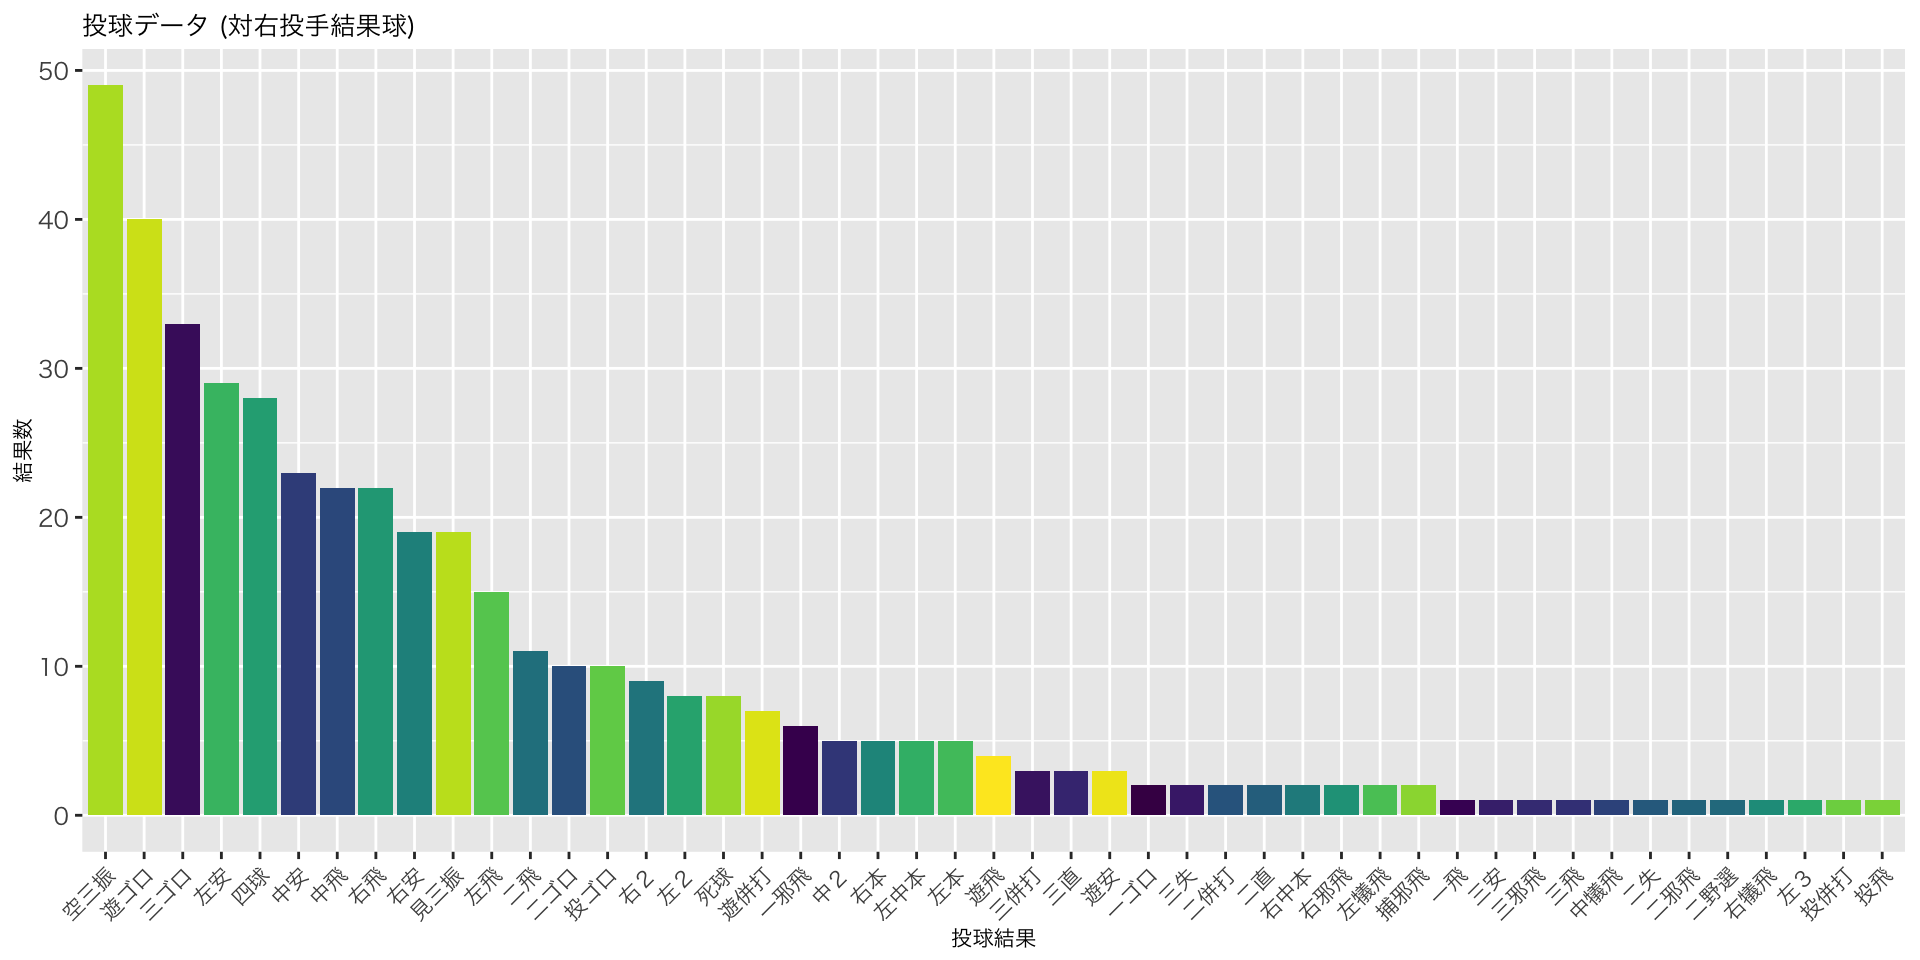 投球データ (対右投手結果球)
結果数
50
40
30
20
10
0
空三振
遊ゴロ
三ゴロ
左安
四球
中安
中飛
右飛
右安
見三振
左飛
二飛
二ゴロ
投ゴロ
右２
左２
死球
遊併打
一邪飛
中２
右本
左中本
左本
遊飛
三併打
三直
遊安
一ゴロ
三失
二併打
二直
右中本
右邪飛
左犠飛
捕邪飛
一飛
三安
三邪飛
三飛
中犠飛
二失
二邪飛
二野選
右犠飛
左３
投併打
投飛
投球結果